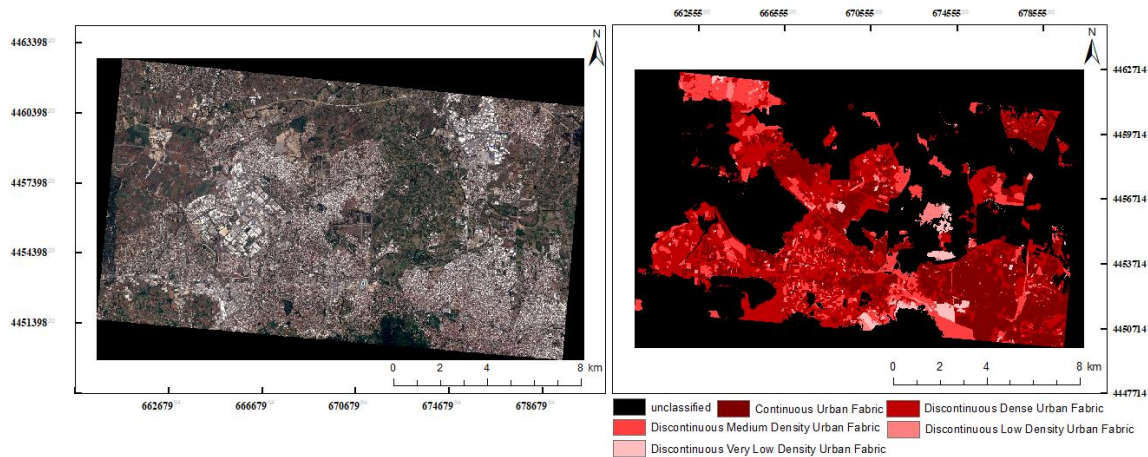 662555 666555 670555 674555 678555
4463398
4460398
4457398
4454398
4451398
N
0 2 4 8 km
662679 666679 670679 674679 678679
N
4462714
4459714
4456714
4453714
4450714
4447714
0 2 4 8 km
unclassified Continuous Urban Fabric Discontinuous Dense Urban Fabric
Discontinuous Medium Density Urban Fabric Discontinuous Low Density Urban Fabric
Discontinuous Very Low Density Urban Fabric